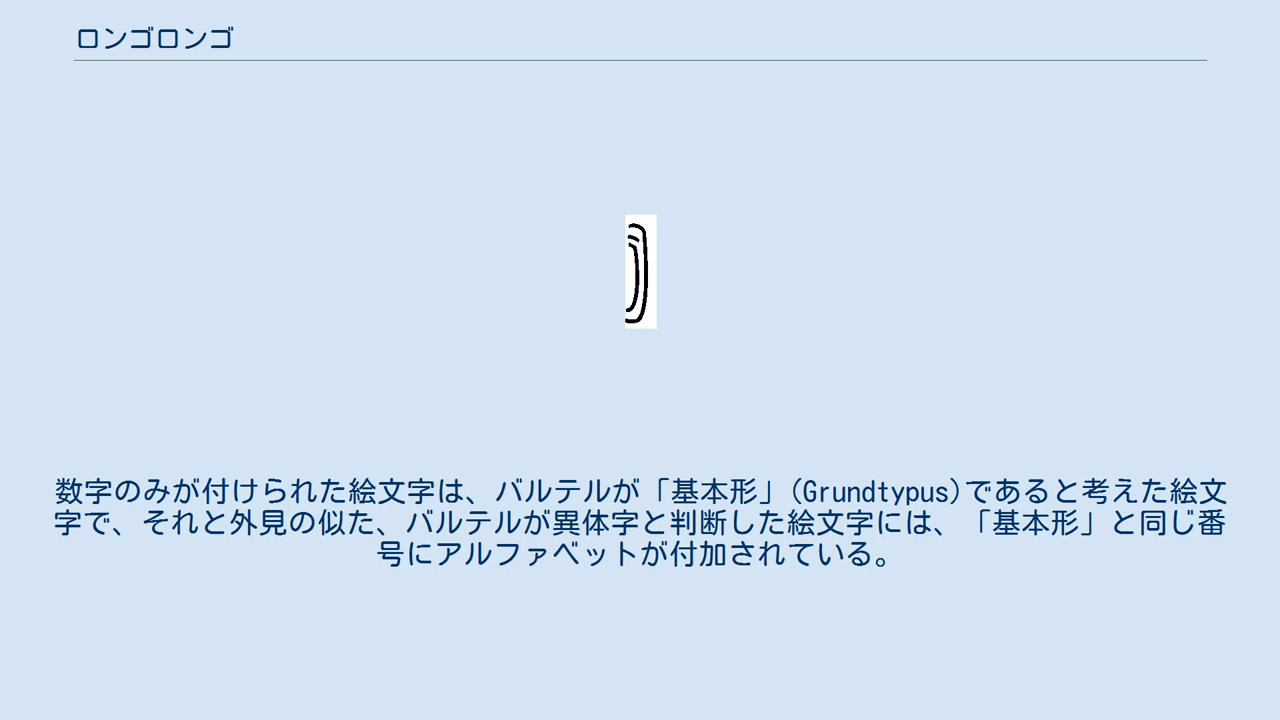 ロンゴロンゴ
数字のみが付けられた絵文字は、バルテルが「基本形」(Grundtypus)であると考えた絵文
字で、それと外見の似た、バルテルが異体字と判断した絵文字には、「基本形」と同じ番
号にアルファベットが付加されている。